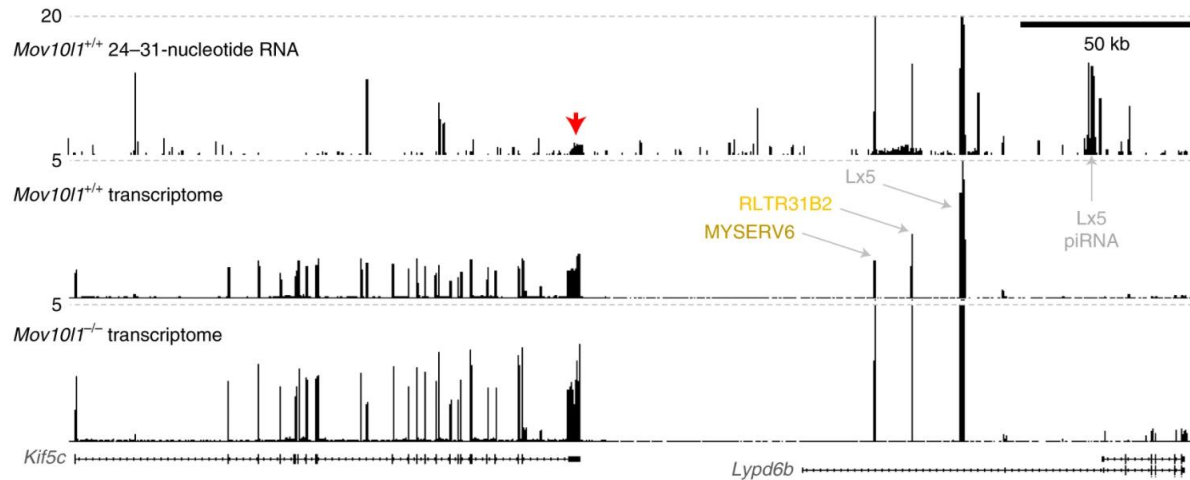 20
Mov10l1+/+ 24–31-nucleotide RNA
50 kb
5
Mov10l1+/+ transcriptome
Lx5
RLTR31B2
MYSERV6
Lx5
piRNA
5
Mov10l1−/− transcriptome
Kif5c
Lypd6b